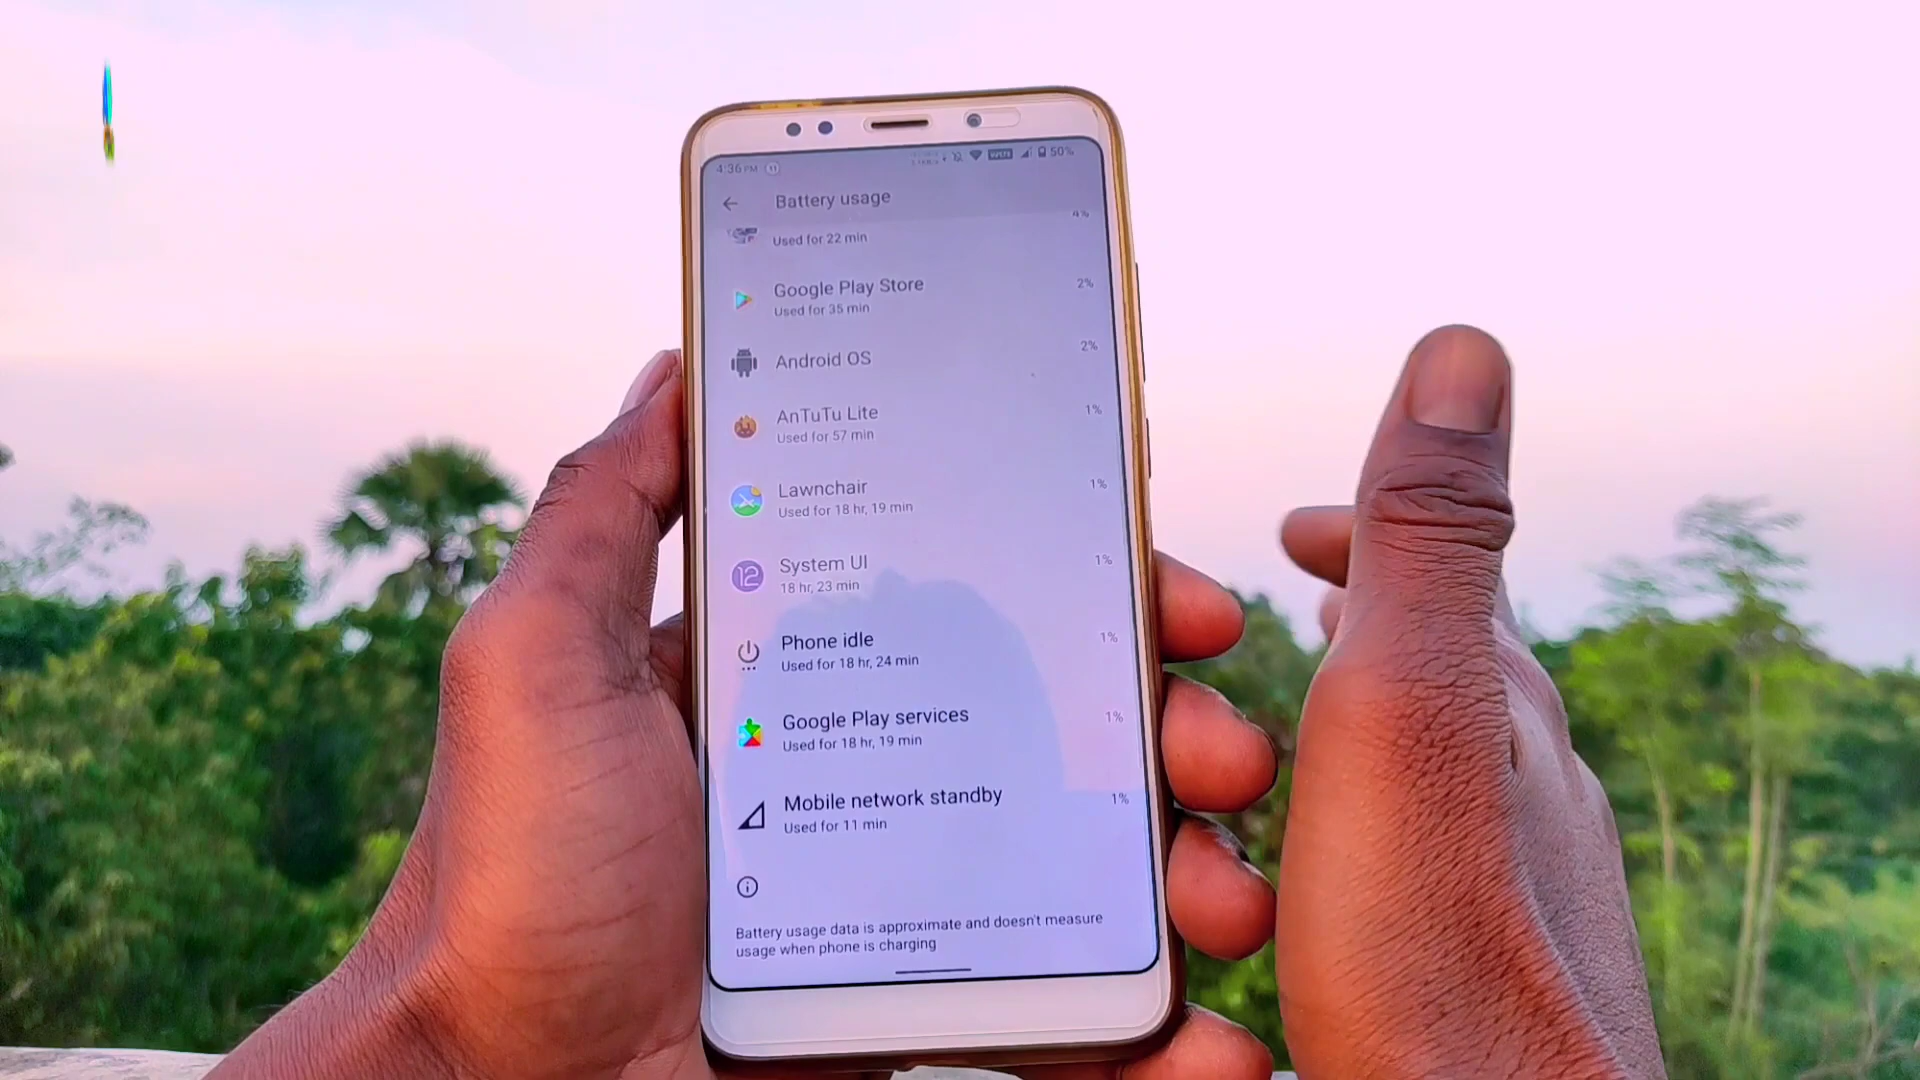 4:36 PM 50%
Battery usage
4%
Used for 22 min
Google Play Store 2%
Used for 35 min
Android OS 2%
AnTuTu Lite 1%
Used for 57 min
Lawnchair 1%
Used for 18 hr, 19 min
12 System UI 1%
18 hr, 23 min
Phone idle 1%
Used for 18 hr, 24 min
Google Play services 1%
Used for 18 hr, 19 min
Mobile network standby 1%
Used for 11 min
Battery usage data is approximate and doesn't measure
usage when phone is charging